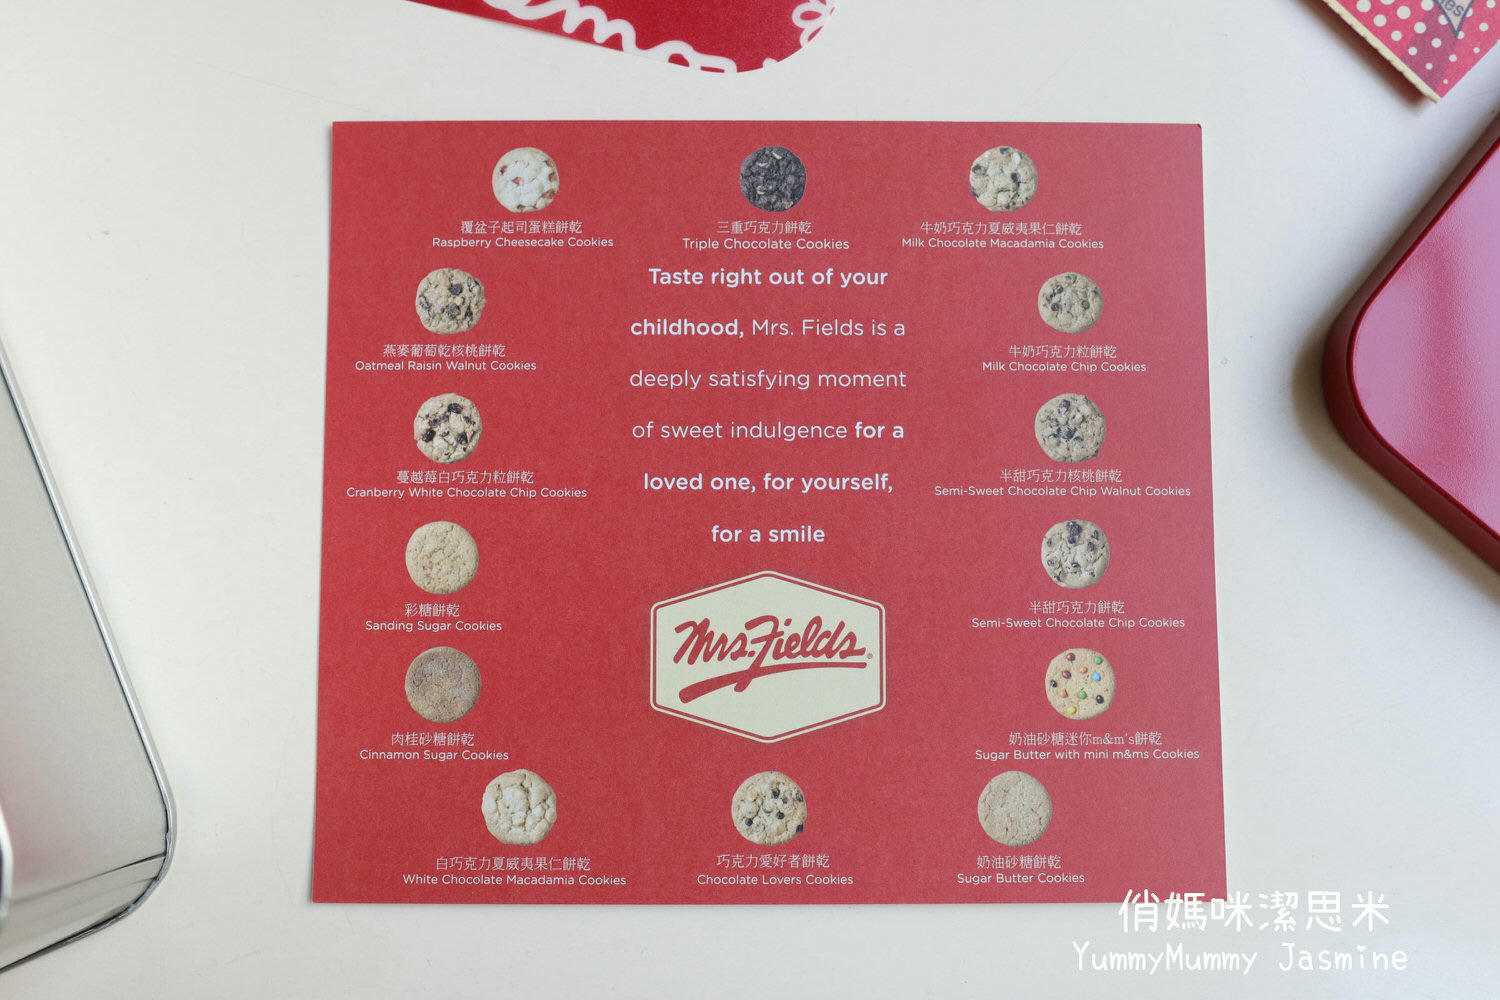 覆盆子起司蛋糕餅乾
Raspberry Cheesecake Cookies
三重巧克力餅乾
Triple Chocolate Cookies
牛奶巧克力夏威夷果仁餅乾
Milk Chocolate Macadamia Cookies
Taste right out of your
childhood, Mrs. Fields is a
deeply satisfying moment
of sweet indulgence for a
loved one, for yourself,
for a smile
燕麥葡萄乾核桃餅乾
Oatmeal Raisin Walnut Cookies
牛奶巧克力粒餅乾
Milk Chocolate Chip Cookies
蔓越莓白巧克力粒餅乾
Cranberry White Chocolate Chip Cookies
半甜巧克力核桃餅乾
Semi-Sweet Chocolate Chip Walnut Cookies
彩糖餅乾
Sanding Sugar Cookies
半甜巧克力餅乾
Semi-Sweet Chocolate Chip Cookies
Mrs. Fields®
肉桂砂糖餅乾
Cinnamon Sugar Cookies
奶油砂糖迷你m&m's餅乾
Sugar Butter with mini m&ms Cookies
白巧克力夏威夷果仁餅乾
White Chocolate Macadamia Cookies
巧克力愛好者餅乾
Chocolate Lovers Cookies
奶油砂糖餅乾
Sugar Butter Cookies
俏媽咪潔思米
YummyMummy Jasmine